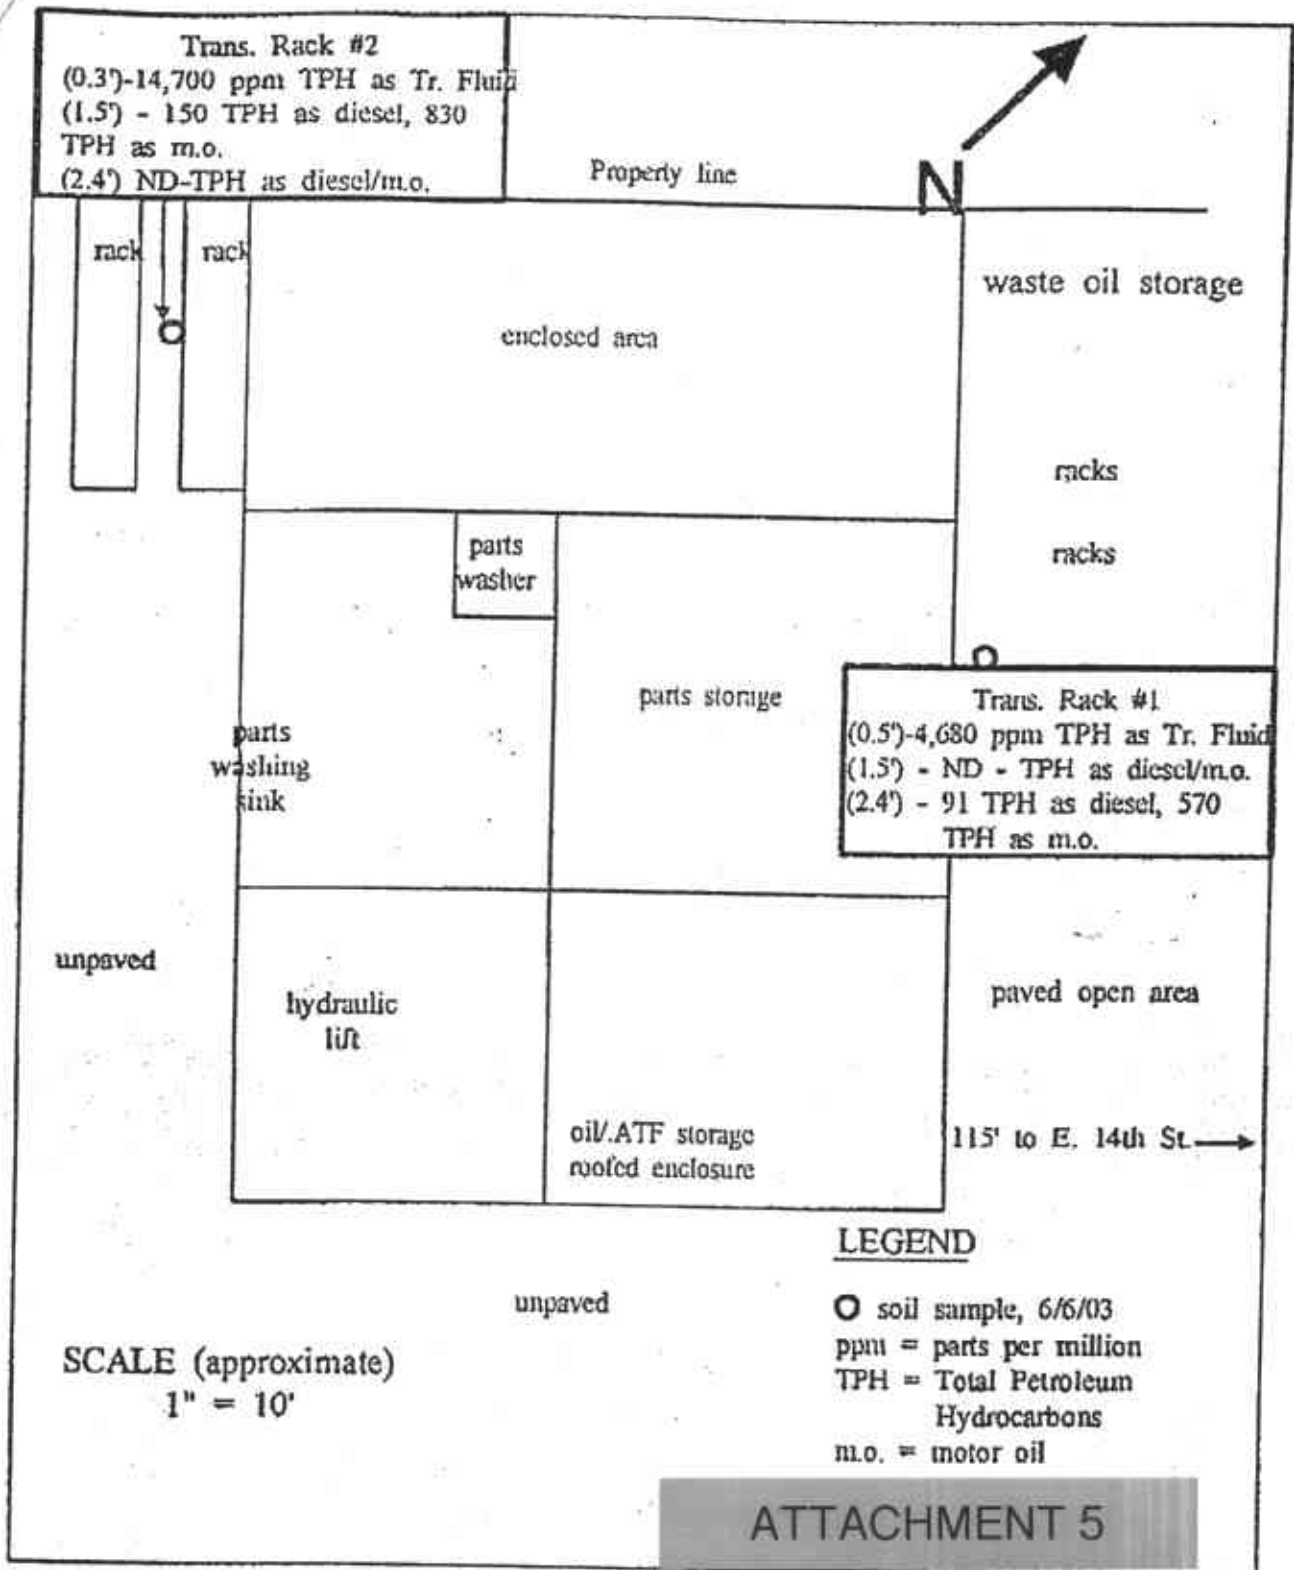 Trans. Rack #2
(0.3')-14,700 ppm TPH as Tr. Fluid
(1.5') - 150 TPH as diesel, 830
TPH as m.o.
(2.4') ND-TPH as diesel/m.o.
Property line
N
rack
rack
waste oil storage
enclosed area
racks
racks
parts
washer
parts storage
Trans. Rack #1
(0.5')-4,680 ppm TPH as Tr. Fluid
(1.5') - ND - TPH as diesel/m.o.
(2.4') - 91 TPH as diesel, 570
TPH as m.o.
parts
washing
sink
unpaved
hydraulic
lift
paved open area
oil/.ATF storage
roofed enclosure
115' to E. 14th St.
LEGEND
unpaved
O soil sample, 6/6/03
ppm = parts per million
TPH = Total Petroleum
Hydrocarbons
m.o. = motor oil
SCALE (approximate)
1" = 10'
ATTACHMENT 5